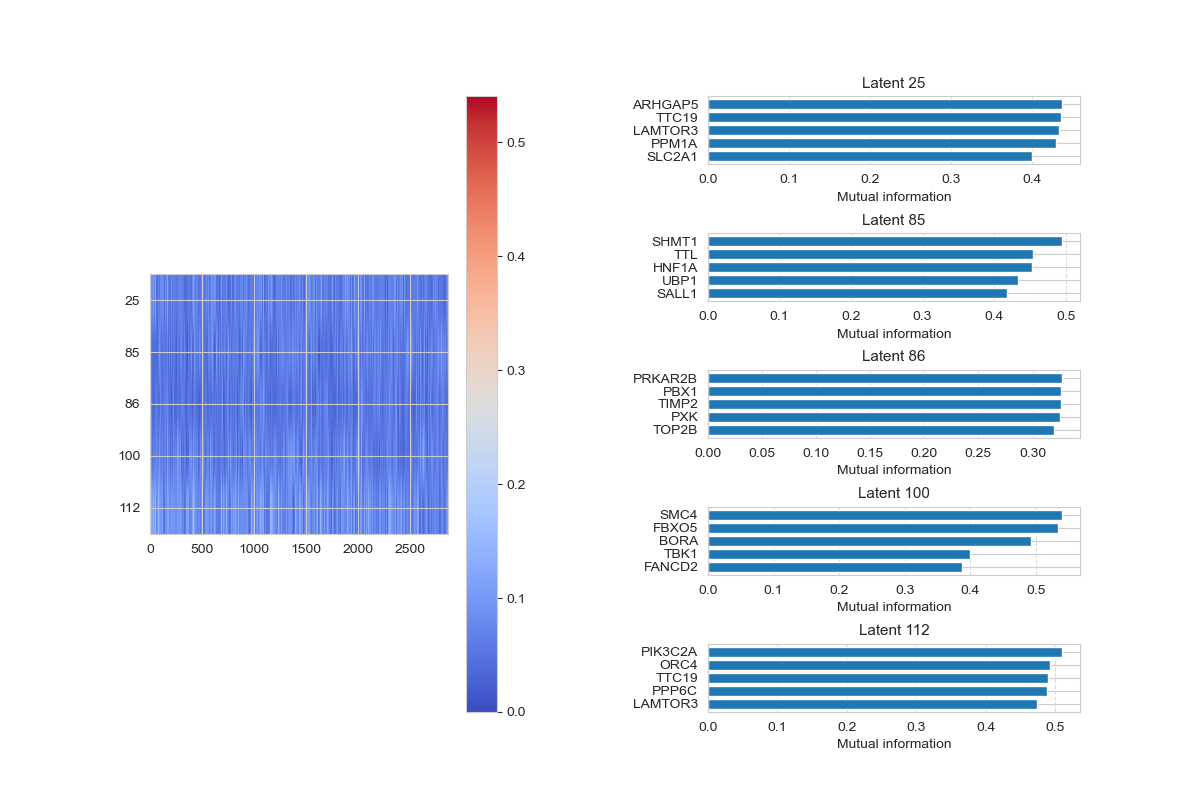 25
85
86
100
112
0 500 1000 1500 2000 2500
0.5
0.4
0.3
0.2
0.1
0.0
Latent 25
ARHGAP5
TTC19
LAMTOR3
PPM1A
SLC2A1
0.0 0.1 0.2 0.3 0.4
Mutual information
Latent 85
SHMT1
TTL
HNF1A
UBP1
SALL1
0.0 0.1 0.2 0.3 0.4 0.5
Mutual information
Latent 86
PRKAR2B
PBX1
TIMP2
PXK
TOP2B
0.00 0.05 0.10 0.15 0.20 0.25 0.30
Mutual information
Latent 100
SMC4
FBXO5
BORA
TBK1
FANCD2
0.0 0.1 0.2 0.3 0.4 0.5
Mutual information
Latent 112
PIK3C2A
ORC4
TTC19
PPP6C
LAMTOR3
0.0 0.1 0.2 0.3 0.4 0.5
Mutual information